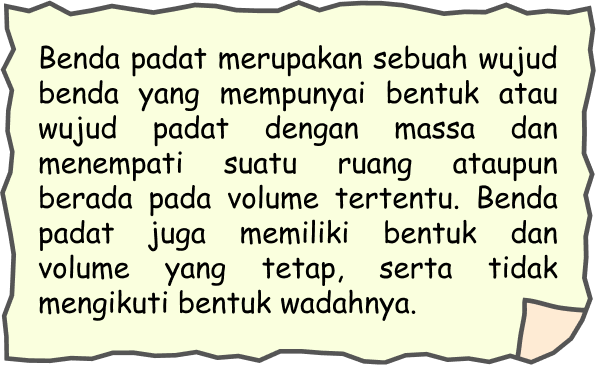 Benda padat merupakan sebuah wujud
benda yang mempunyai bentuk atau
wujud padat dengan massa dan
menempati suatu ruang ataupun
berada pada volume tertentu. Benda
padat juga memiliki bentuk dan
volume yang tetap, serta tidak
mengikuti bentuk wadahnya.